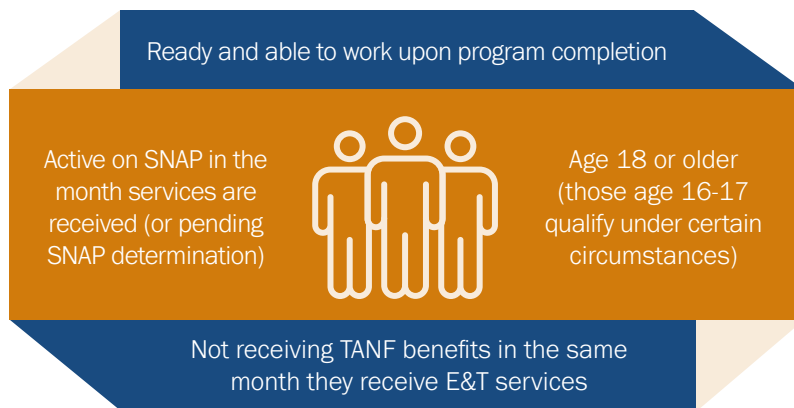 Ready and able to work upon program completion
Active on SNAP in the
month services are
received (or pending
SNAP determination)
Age 18 or older
(those age 16-17
qualify under certain
circumstances)
Not receiving TANF benefits in the same
month they receive E&T services